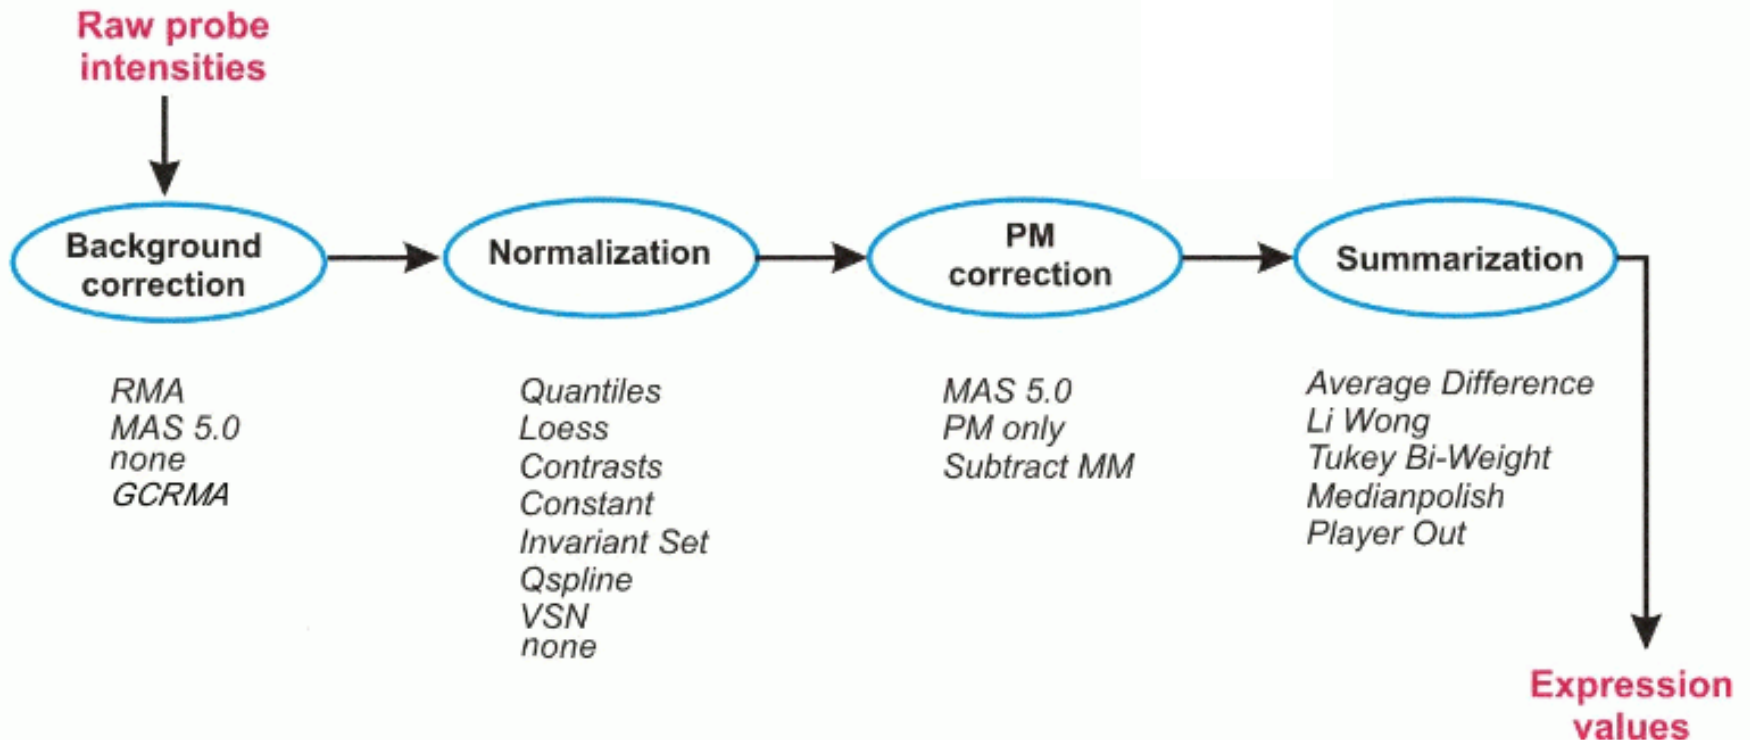 Raw probe
intensities
Background
correction
Normalization
PM
correction
Summarization
RMA
MAS 5.0
none
GCRMA
Quantiles
Loess
Contrasts
Constant
Invariant Set
Qspline
VSN
none
MAS 5.0
PM only
Subtract MM
Average Difference
Li Wong
Tukey Bi-Weight
Medianpolish
Player Out
Expression
values